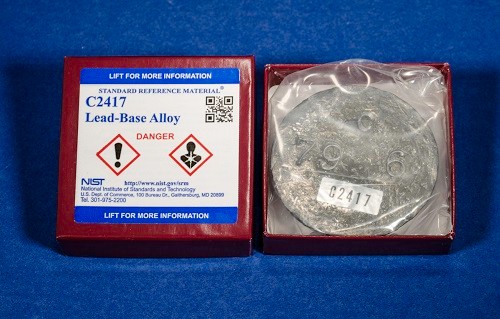 LIFT FOR MORE INFORMATION
STANDARD REFERENCE MATERIAL®
C2417
Lead-Base Alloy
DANGER
NIST http://www.nist.gov/srm
National Institute of Standards and Technology
U.S. Dept. of Commerce, 100 Bureau Dr., Gaithersburg, MD 20899
Tel. 301-975-2200
LIFT FOR MORE INFORMATION
C2417